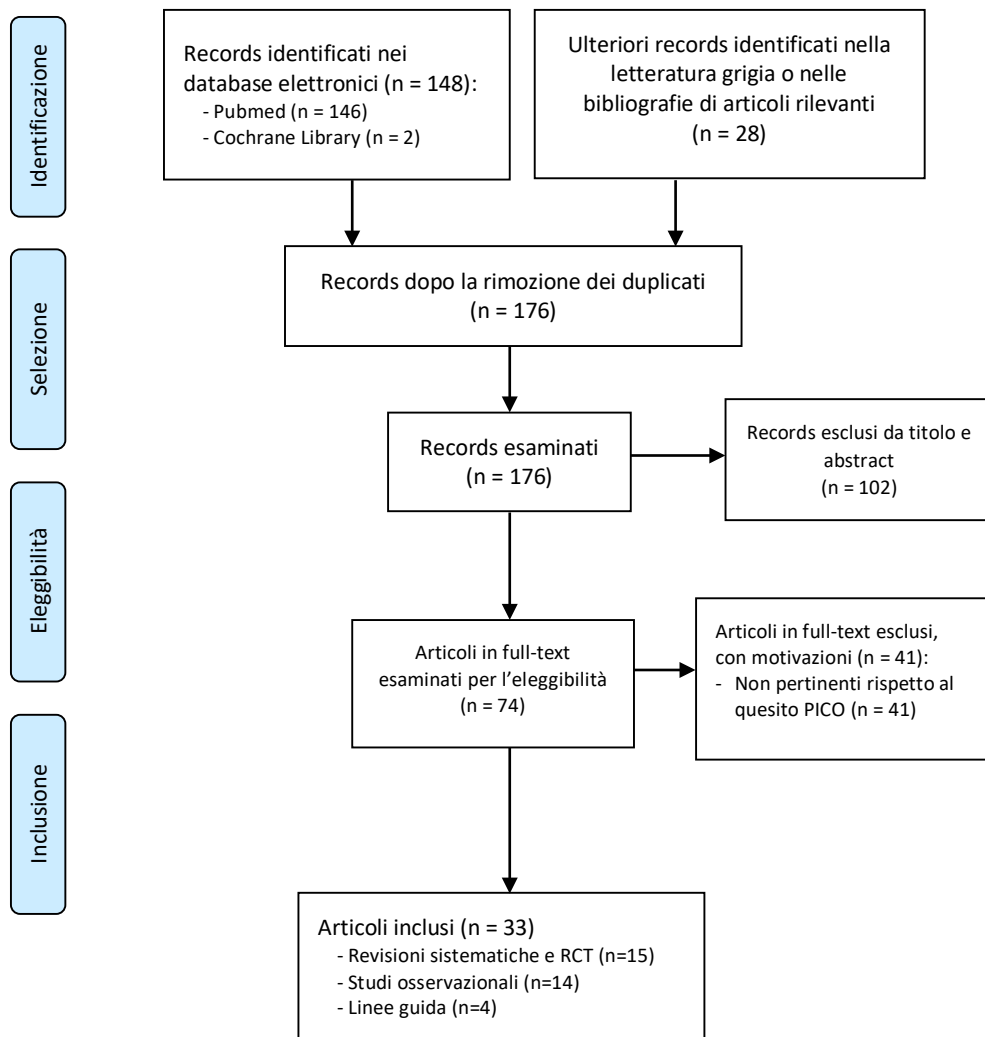 Identificazione
Records identificati nei
database elettronici (n = 148):
- Pubmed (n = 146)
- Cochrane Library (n = 2)
Ulteriori records identificati nella
letteratura grigia o nelle
bibliografie di articoli rilevanti
(n = 28)
Selezione
Records dopo la rimozione dei duplicati
(n = 176)
Records esaminati
(n = 176)
Records esclusi da titolo e
abstract
(n = 102)
Eleggibilità
Articoli in full-text
esaminati per l’eleggibilità
(n = 74)
Articoli in full-text esclusi,
con motivazioni (n = 41):
- Non pertinenti rispetto al
quesito PICO (n = 41)
Inclusione
Articoli inclusi (n = 33)
- Revisioni sistematiche e RCT (n=15)
- Studi osservazionali (n=14)
- Linee guida (n=4)